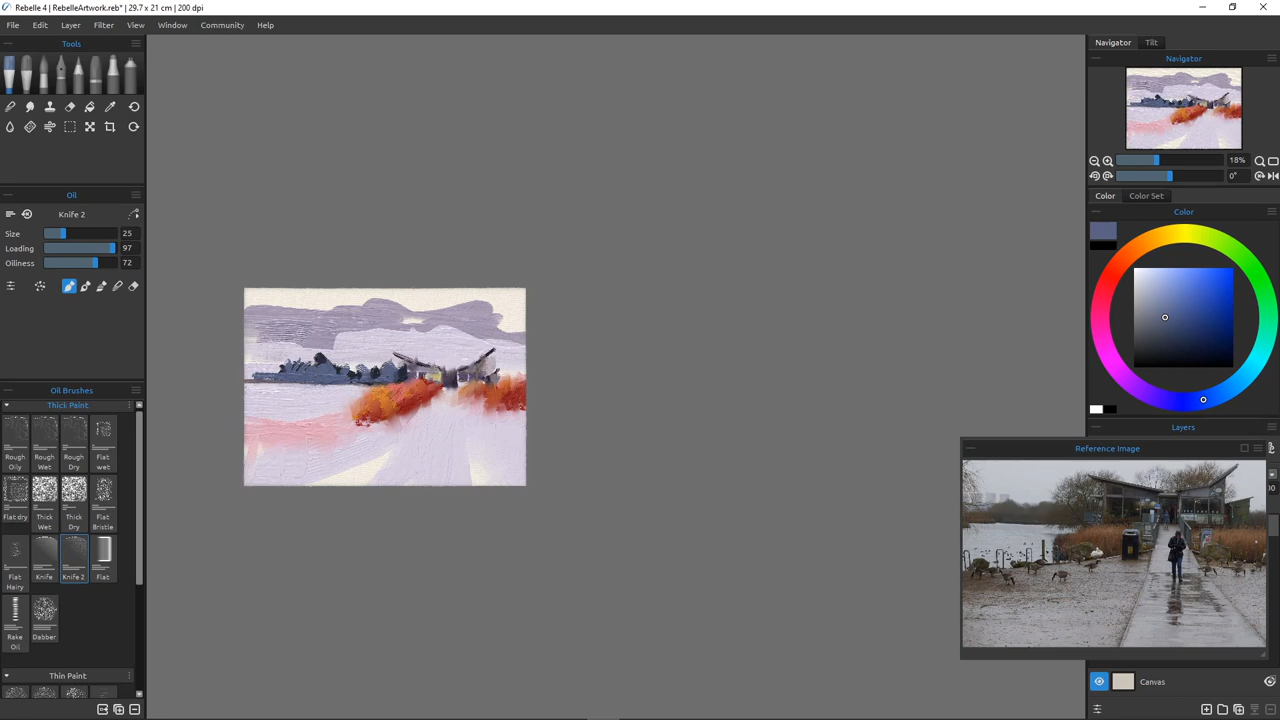 Rebelle 4 | RebelleArtwork.reb* | 29.7 x 21 cm | 200 dpi
File Edit Layer Filter View Window Community Help
Tools
Oil
Knife 2
Size 25
Loading 97
Oiliness 72
Oil Brushes
Thick Paint
Rough Oily
Rough Wet
Rough Dry
Flat wet
Flat dry
Thick Wet
Thick Dry
Flat Bristle
Flat Hairy
Knife
Knife 2
Flat
Rake Oil
Dabber
Thin Paint
Navigator Tilt
Navigator
18%
0°
Color Color Set
Color
Layers
Reference Image
Canvas